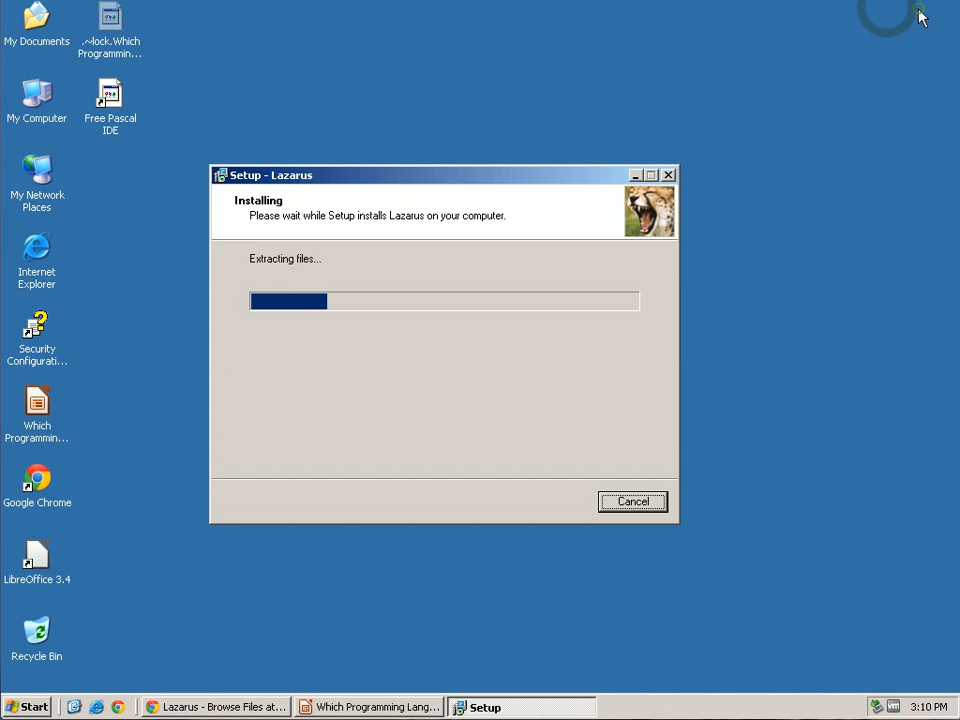 My Documents
.~lock.Which
Programmin...
My Computer
Free Pascal
IDE
My Network
Places
Internet
Explorer
Security
Configurati...
Which
Programmin...
Google Chrome
LibreOffice 3.4
Recycle Bin
Setup - Lazarus
Installing
Please wait while Setup installs Lazarus on your computer.
Extracting files...
Cancel
Start
Lazarus - Browse Files at...
Which Programming Lang...
Setup
3:10 PM